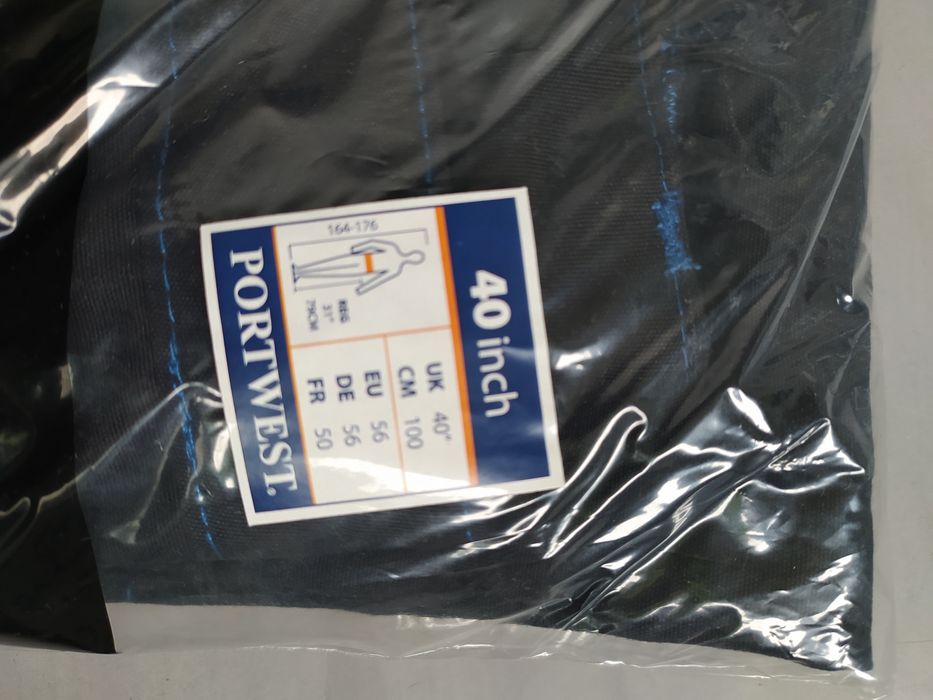 40 inch
164-176
REG
31"
79CM
UK 40"
CM 100
EU 56
DE 56
FR 50
PORTWEST.